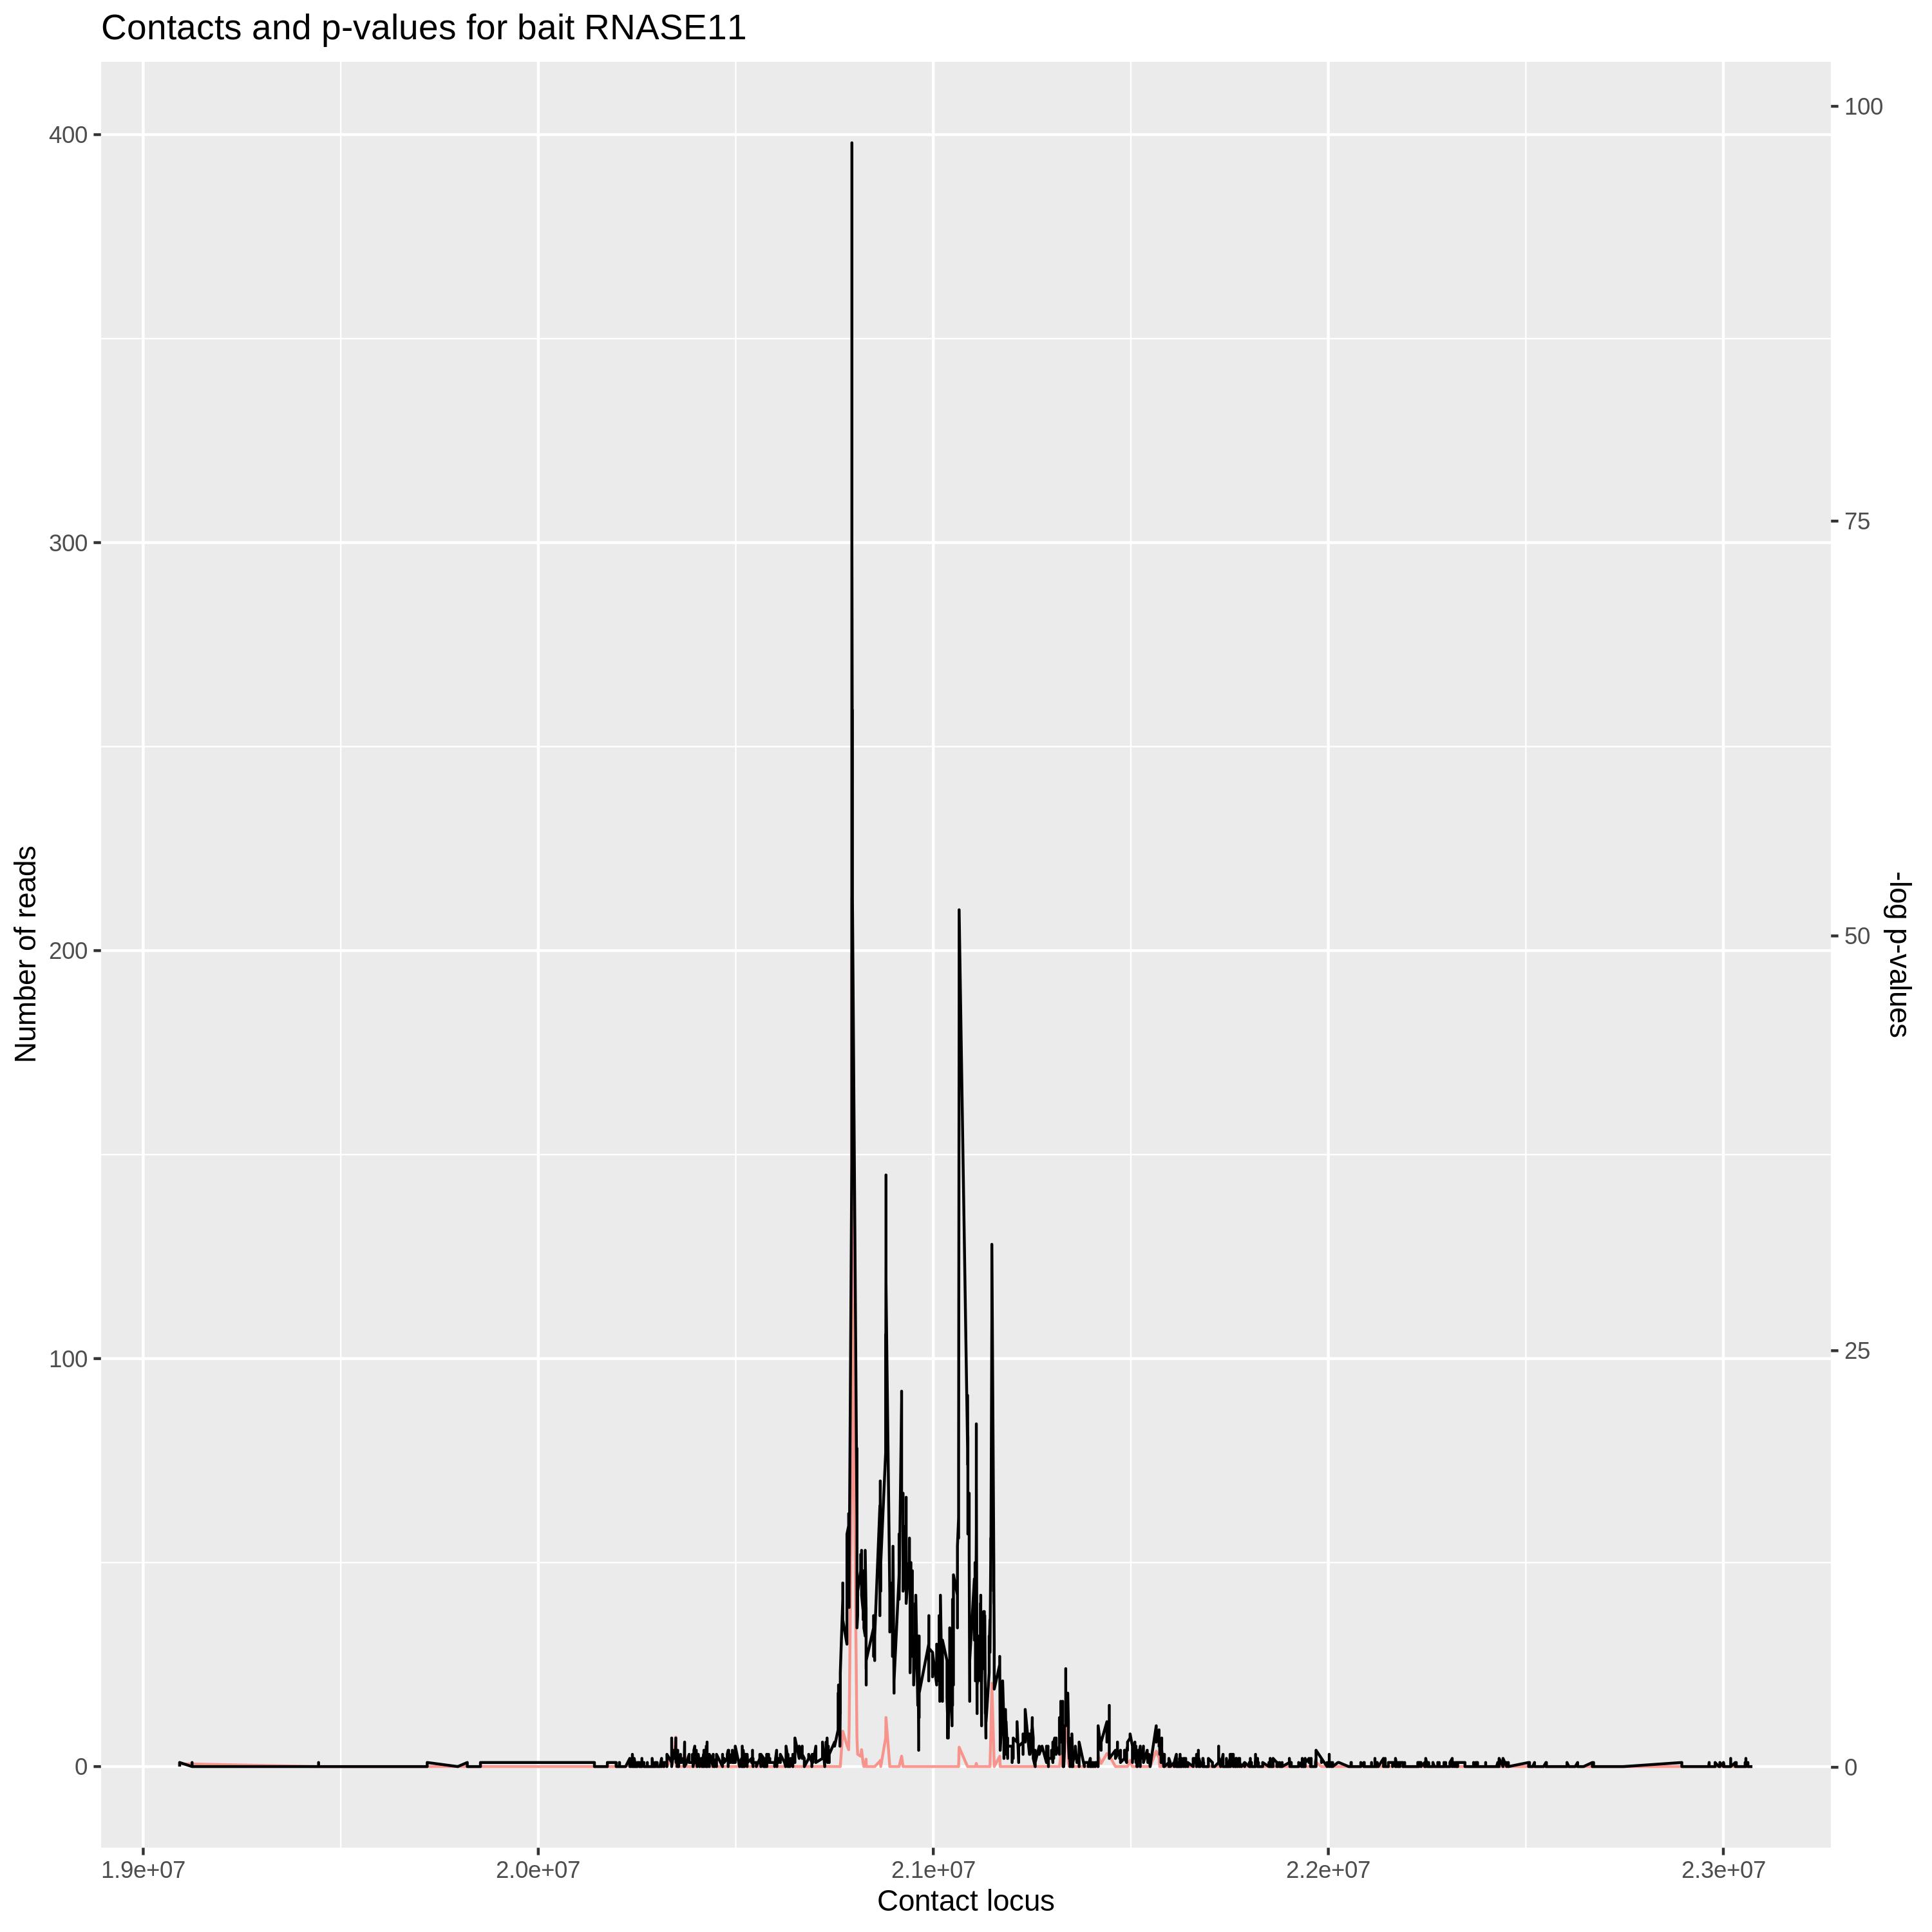 Contacts and p-values for bait RNASE11
400
300
200
100
0
Number of reads
100
75
50
25
0
-log p-values
1.9e+07 2.0e+07 2.1e+07 2.2e+07 2.3e+07
Contact locus